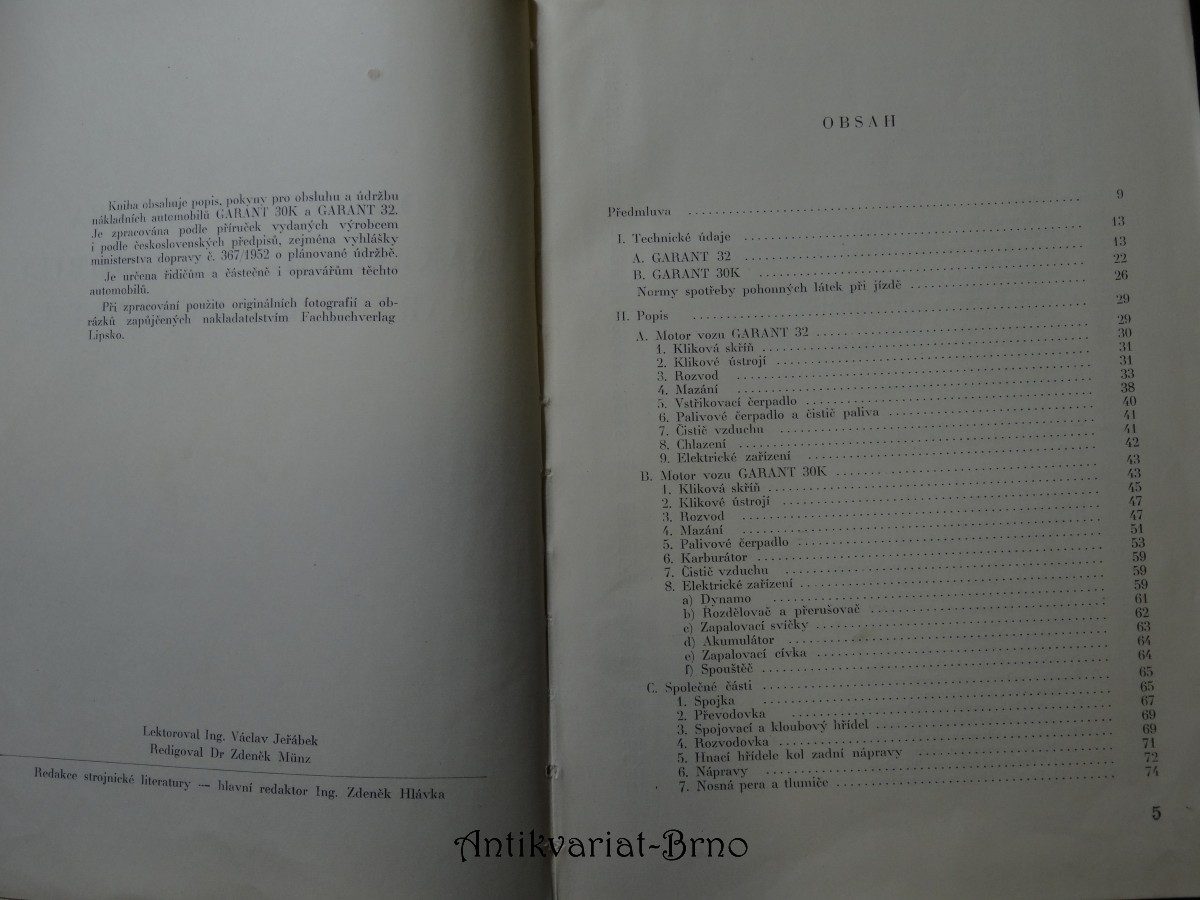 Kniha obsahuje popis, pokyny pro obsluhu a údržbu
nákladních automobilů GARANT 30K a GARANT 32.
Je zpracována podle příruček vydaných výrobcem
i podle československých předpisů, zejména vyhlášky
ministerstva dopravy č. 367/1952 o plánované údržbě.
Je určena řidičům a částečně i opravářům těchto
automobilů.
Při zpracování použito originálních fotografií a ob-
rázků zapůjčených nakladatelstvím Fachbuchverlag
Lipsko.
Lektoroval Ing. Václav Jeřábek
Redigoval Dr Zdeněk Münz
Redakce strojnické literatury — hlavní redaktor Ing. Zdeněk Hlávka
OBSAH
Předmluva 9
I. Technické údaje 13
A. GARANT 32 13
B. GARANT 30K 22
Normy spotřeby pohonných látek při jízdě 26
II. Popis 29
A. Motor vozu GARANT 32 29
1. Kliková skříň 30
2. Klikové ústrojí 31
3. Rozvod 31
4. Mazání 33
5. Vstřikovací čerpadlo 38
6. Palivové čerpadlo a čistič paliva 40
7. Čistič vzduchu 41
8. Chlazení 41
9. Elektrické zařízení 42
B. Motor vozu GARANT 30K 43
1. Kliková skříň 43
2. Klikové ústrojí 45
3. Rozvod 47
4. Mazání 47
5. Palivové čerpadlo 51
6. Karburátor 53
7. Čistič vzduchu 59
8. Elektrické zařízení 59
a) Dynamo 59
b) Rozdělovač a přerušovač 61
c) Zapalovací svíčky 62
d) Akumulátor 63
e) Zapalovací cívka 64
f) Spouštěč 64
C. Společné části 65
1. Spojka 65
2. Převodovka 67
3. Spojovací a kloubový hřídel 69
4. Rozvodovka 69
5. Hnací hřídele kol zadní nápravy 71
6. Nápravy 72
7. Nosná pera a tlumiče 74
5
Antikvariat-Brno